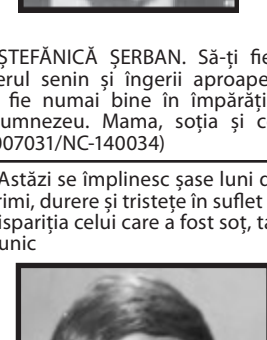 ȘTEFĂNICĂ ȘERBAN. Să-ți fie
erul senin și îngerii aproape
fie numai bine în împărăți
umnezeu. Mama, soția și c
007031/NC-140034)
Astăzi se împlinesc șase luni d
rimi, durere și tristețe în suflet
ispariția celui care a fost soț, ta
unic